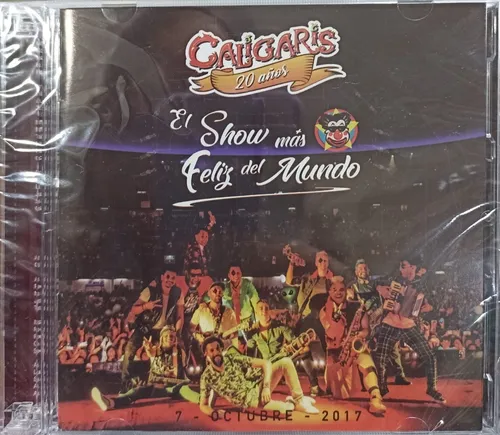 CALIGARIS
20 años
El Show más
Feliz del Mundo
7 - OCTUBRE - 2017